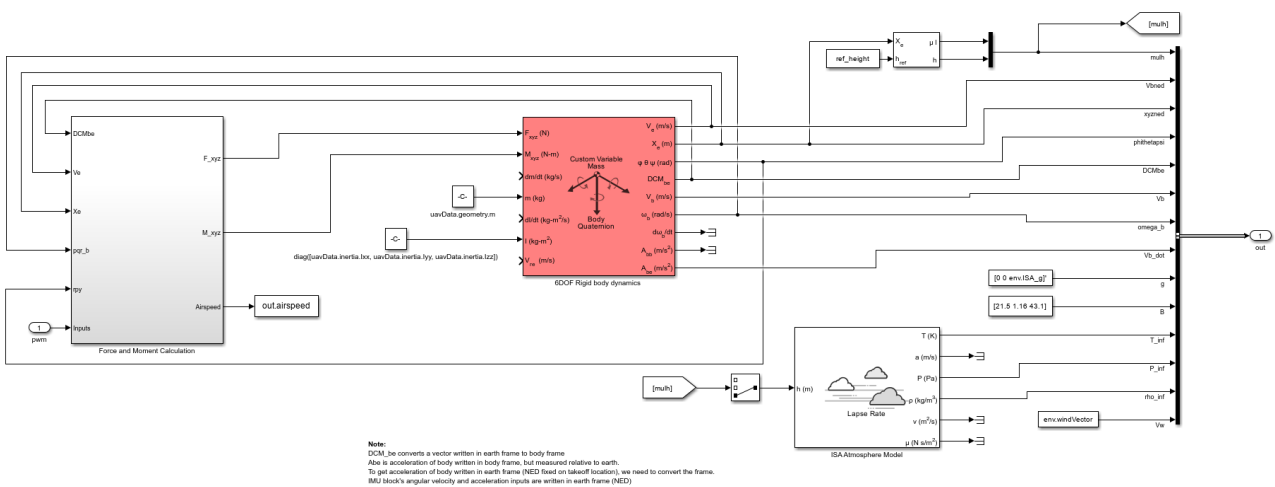 [mulh]
X_e
h_ref
μ l
h
ref_height
mulh
Vbned
xyzned
phithetapsi
DCMbe
Vb
omega_b
Vb_dot
g
B
T_inf
P_inf
rho_inf
Vw
1
out
DCMbe
Ve
Xe
pqr_b
rpy
Inputs
F_xyz
M_xyz
Airspeed
Force and Moment Calculation
1
pwm
out.airspeed
-C-
uavData.geometry.m
-C-
diag([uavData.inertia.Ixx, uavData.inertia.Iyy, uavData.inertia.Izz])
F_xyz (N)
M_xyz (N-m)
dm/dt (kg/s)
m (kg)
dI/dt (kg-m²/s)
I (kg-m²)
V_re (m/s)
Custom Variable
Mass
Body
Quaternion
V_e (m/s)
X_e (m)
φ θ ψ (rad)
DCM_be
V_b (m/s)
ω_b (rad/s)
dω_b/dt
A_bb (m/s²)
A_be (m/s²)
6DOF Rigid body dynamics
[0 0 env.ISA_g]'
[21.5 1.16 43.1]
env.windVector
[mulh]
h (m)
Lapse Rate
T (K)
a (m/s)
P (Pa)
ρ (kg/m³)
ν (m²/s)
μ (N s/m²)
ISA Atmosphere Model
Note:
DCM_be converts a vector written in earth frame to body frame
Abe is acceleration of body written in body frame, but measured relative to earth.
To get acceleration of body written in earth frame (NED fixed on takeoff location), we need to convert the frame.
IMU block's angular velocity and acceleration inputs are written in earth frame (NED)